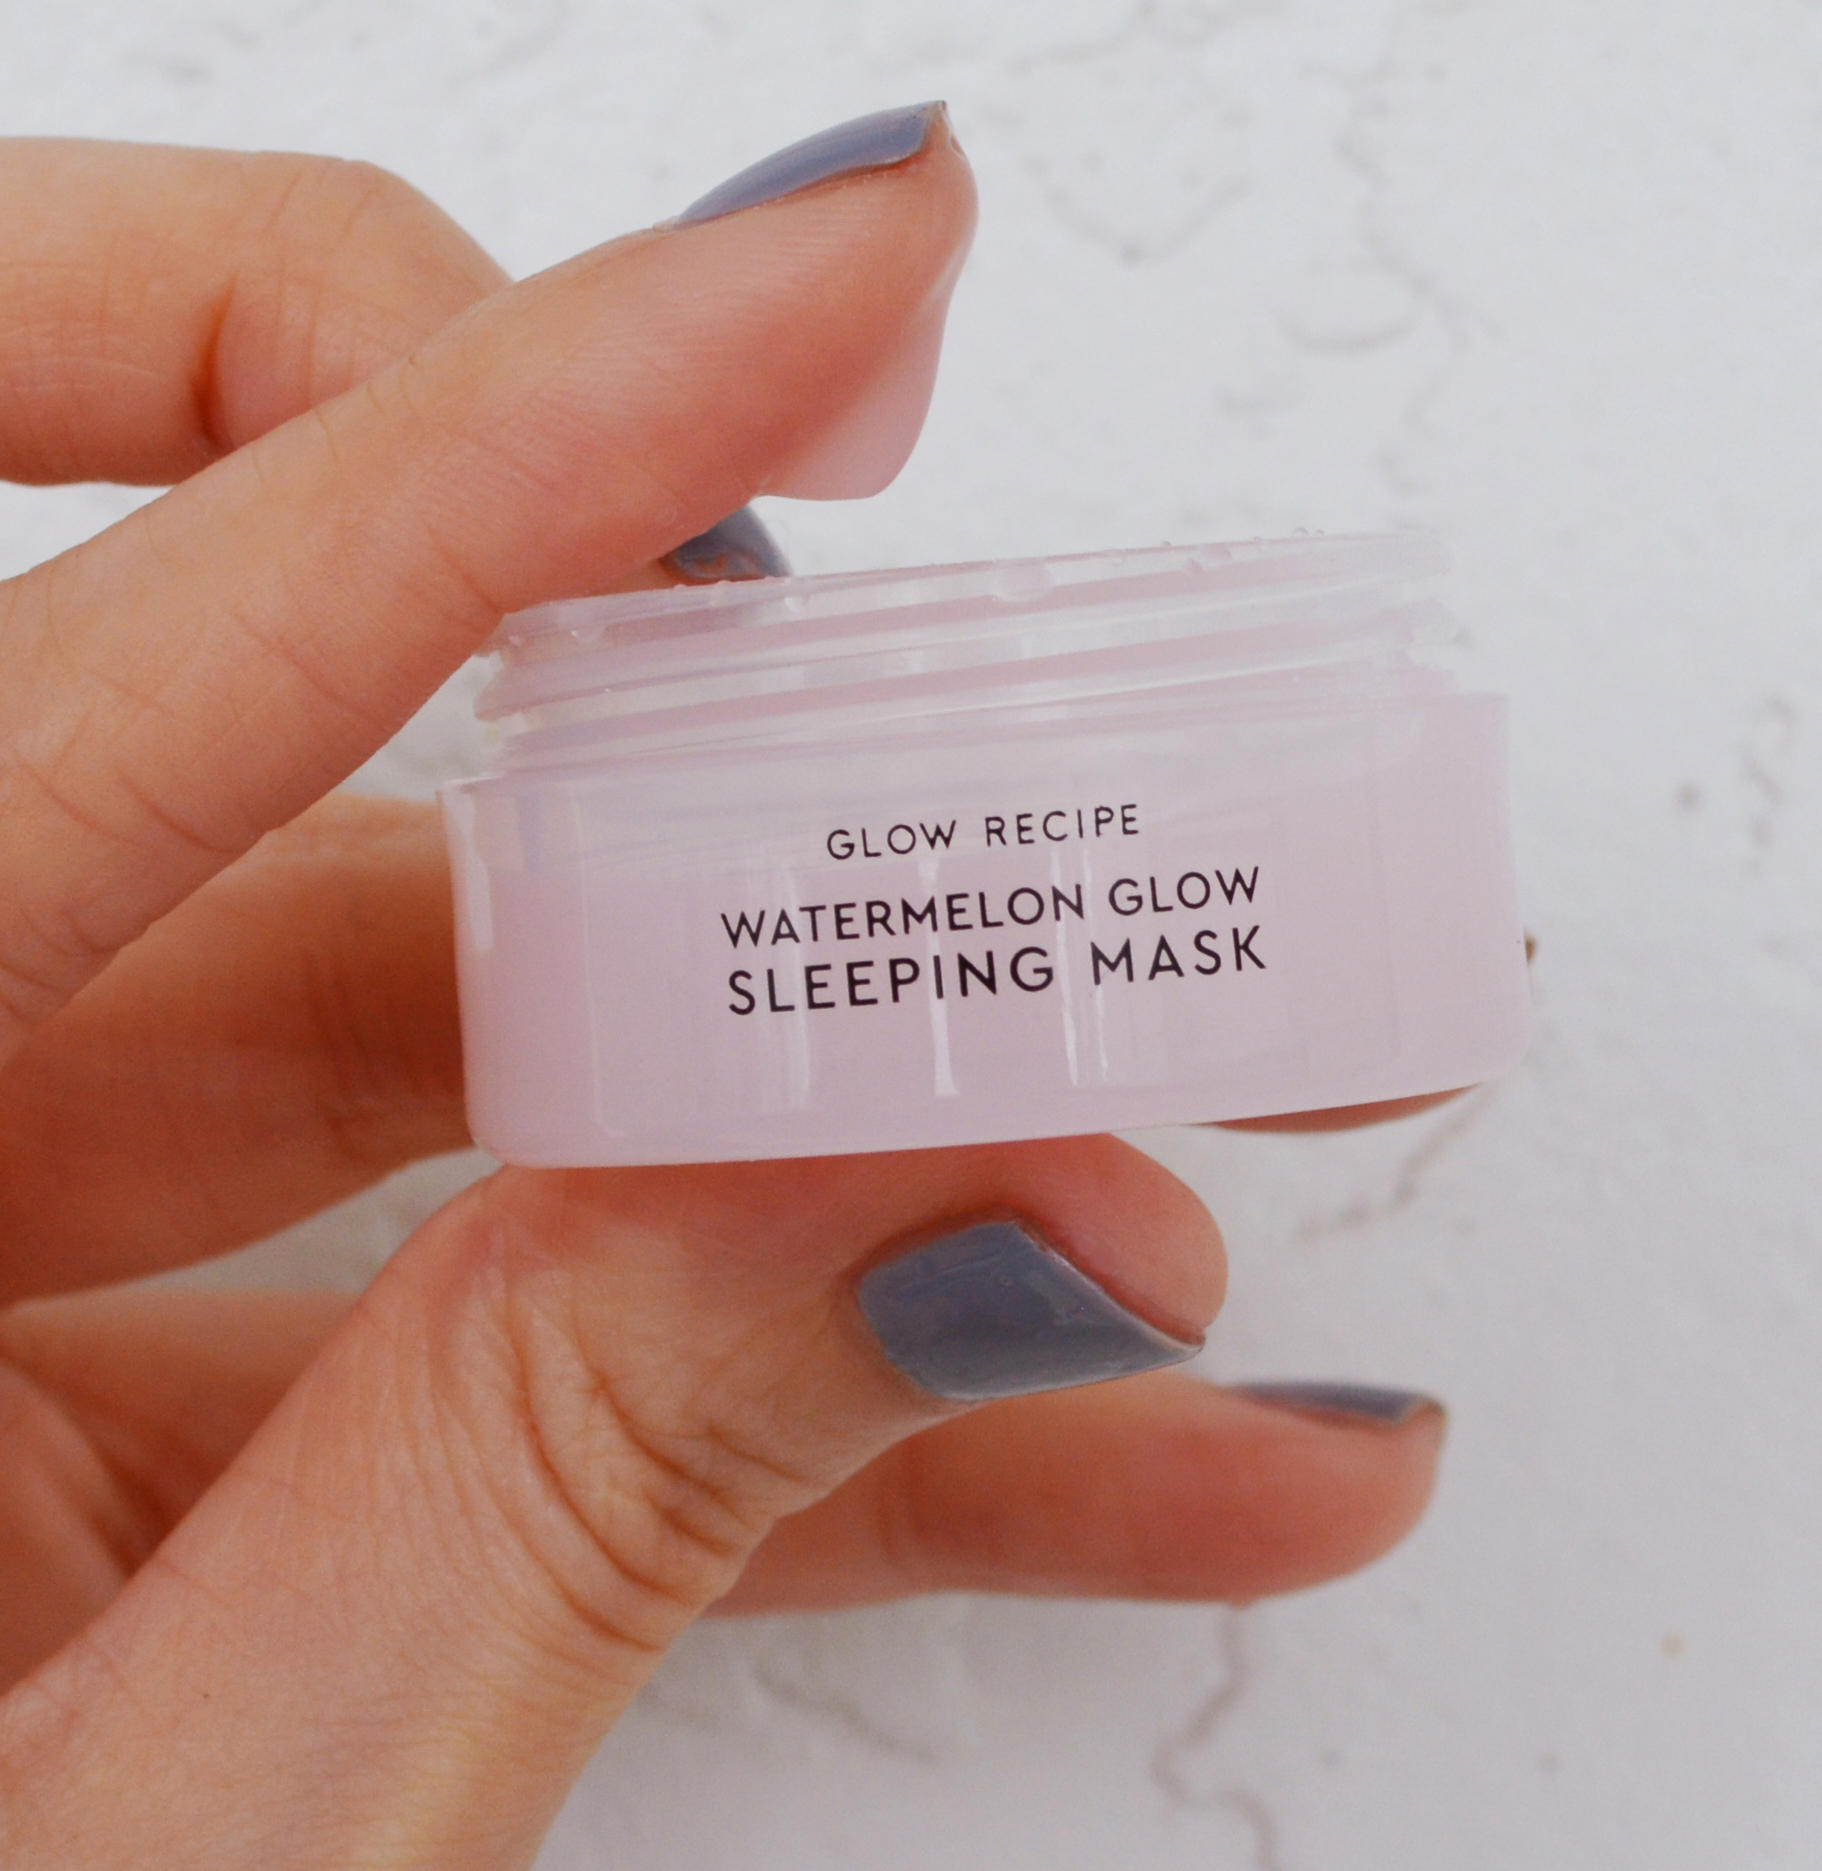 GLOW RECIPE
WATERMELON GLOW
SLEEPING MASK